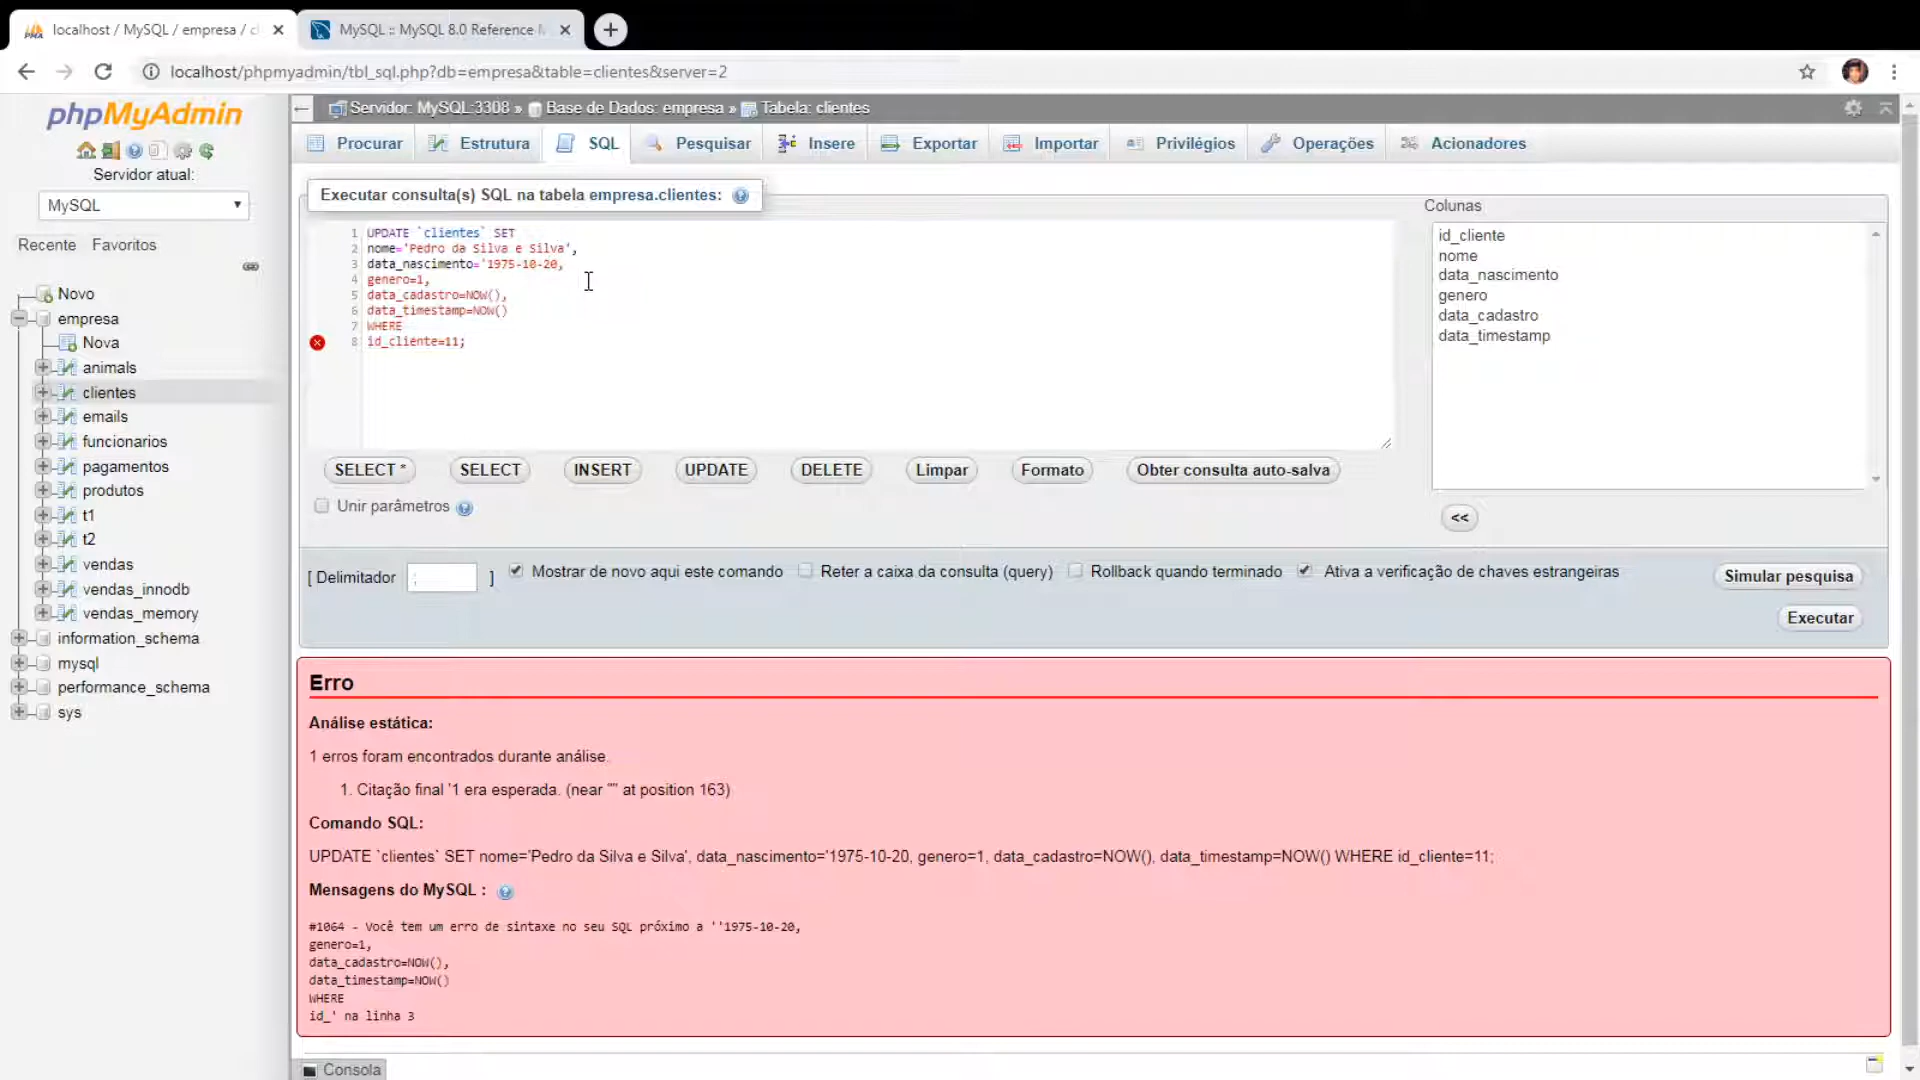 localhost / MySQL / empresa / cl
MySQL :: MySQL 8.0 Reference M
localhost/phpmyadmin/tbl_sql.php?db=empresa&table=clientes&server=2
phpMyAdmin
Servidor atual:
MySQL
Recente Favoritos
Novo
empresa
Nova
animals
clientes
emails
funcionarios
pagamentos
produtos
t1
t2
vendas
vendas_innodb
vendas_memory
information_schema
mysql
performance_schema
sys
Servidor: MySQL:3308 » Base de Dados: empresa » Tabela: clientes
Procurar Estrutura SQL Pesquisar Insere Exportar Importar Privilégios Operações Acionadores
Executar consulta(s) SQL na tabela empresa.clientes:
1 UPDATE `clientes` SET
2 nome='Pedro da Silva e Silva',
3 data_nascimento='1975-10-20,
4 genero=1,
5 data_cadastro=NOW(),
6 data_timestamp=NOW()
7 WHERE
8 id_cliente=11;
Colunas
id_cliente
nome
data_nascimento
genero
data_cadastro
data_timestamp
SELECT * SELECT INSERT UPDATE DELETE Limpar Formato Obter consulta auto-salva
Unir parâmetros
<<
[ Delimitador ; ] Mostrar de novo aqui este comando Reter a caixa da consulta (query) Rollback quando terminado Ativa a verificação de chaves estrangeiras
Simular pesquisa
Executar
Erro
Análise estática:
1 erros foram encontrados durante análise.
1. Citação final '1 era esperada. (near "" at position 163)
Comando SQL:
UPDATE `clientes` SET nome='Pedro da Silva e Silva', data_nascimento='1975-10-20, genero=1, data_cadastro=NOW(), data_timestamp=NOW() WHERE id_cliente=11;
Mensagens do MySQL :
#1064 - Você tem um erro de sintaxe no seu SQL próximo a ''1975-10-20,
genero=1,
data_cadastro=NOW(),
data_timestamp=NOW()
WHERE
id_' na linha 3
Consola